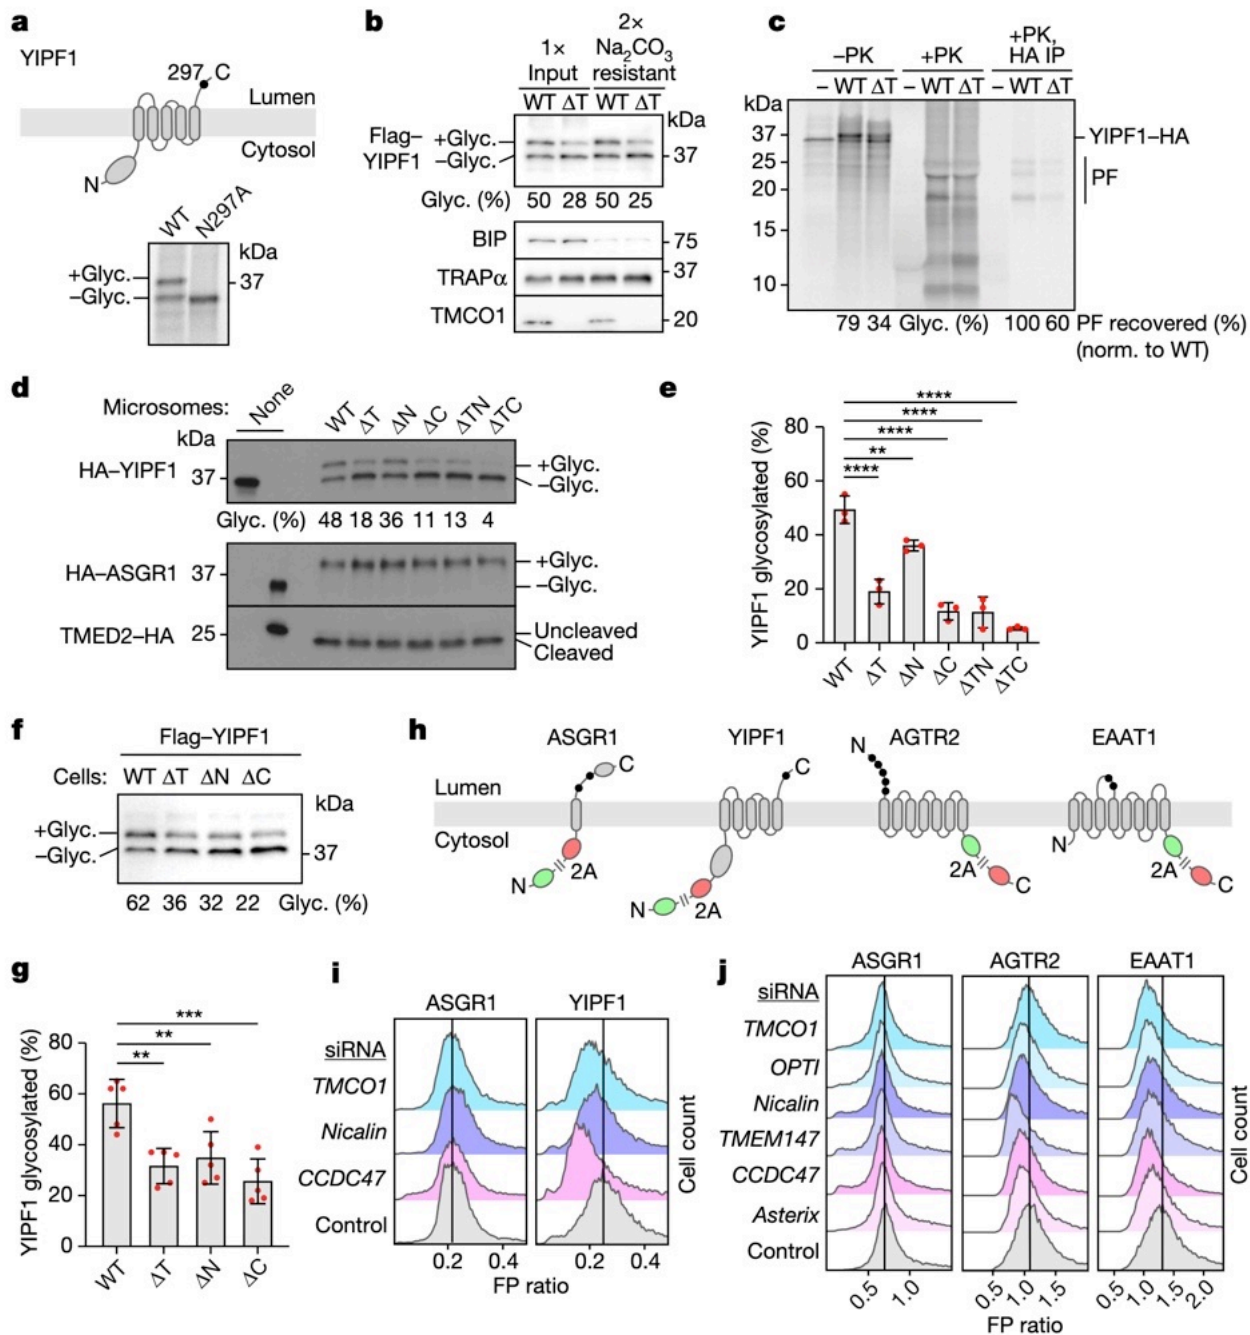 a
YIPF1
297
C
Lumen
Cytosol
N
WT
N297A
kDa
+Glyc.
–Glyc.
37
b
1×
Input
2×
Na2CO3
resistant
WT ΔT WT ΔT
kDa
Flag–
YIPF1
+Glyc.
–Glyc.
37
Glyc. (%) 50 28 50 25
BIP
75
TRAPα
37
TMCO1
20
c
–PK
+PK
+PK,
HA IP
– WT ΔT – WT ΔT – WT ΔT
kDa
37
25
20
15
10
YIPF1–HA
PF
79 34 Glyc. (%) 100 60 PF recovered (%)
(norm. to WT)
d
Microsomes: None WT ΔT ΔN ΔC ΔTN ΔTC
kDa
HA–YIPF1
37
+Glyc.
–Glyc.
Glyc. (%) 48 18 36 11 13 4
HA–ASGR1
37
+Glyc.
–Glyc.
TMED2–HA
25
Uncleaved
Cleaved
e
YIPF1 glycosylated (%)
80
60
40
20
0
****
****
****
**
****
WT ΔT ΔN ΔC ΔTN ΔTC
f
Flag–YIPF1
Cells: WT ΔT ΔN ΔC
kDa
+Glyc.
–Glyc.
37
62 36 32 22 Glyc. (%)
h
ASGR1 YIPF1 AGTR2 EAAT1
Lumen
Cytosol
C
N
2A
C
N
2A
N
2A
C
N
2A
C
g
YIPF1 glycosylated (%)
80
60
40
20
0
***
**
**
WT ΔT ΔN ΔC
i
ASGR1 YIPF1
siRNA
TMCO1
Nicalin
CCDC47
Control
Cell count
0.2 0.4 0.2 0.4
FP ratio
j
ASGR1 AGTR2 EAAT1
siRNA
TMCO1
OPTI
Nicalin
TMEM147
CCDC47
Asterix
Control
Cell count
0.5 1.0 0.5 1.0 1.5 0.5 1.0 1.5 2.0
FP ratio